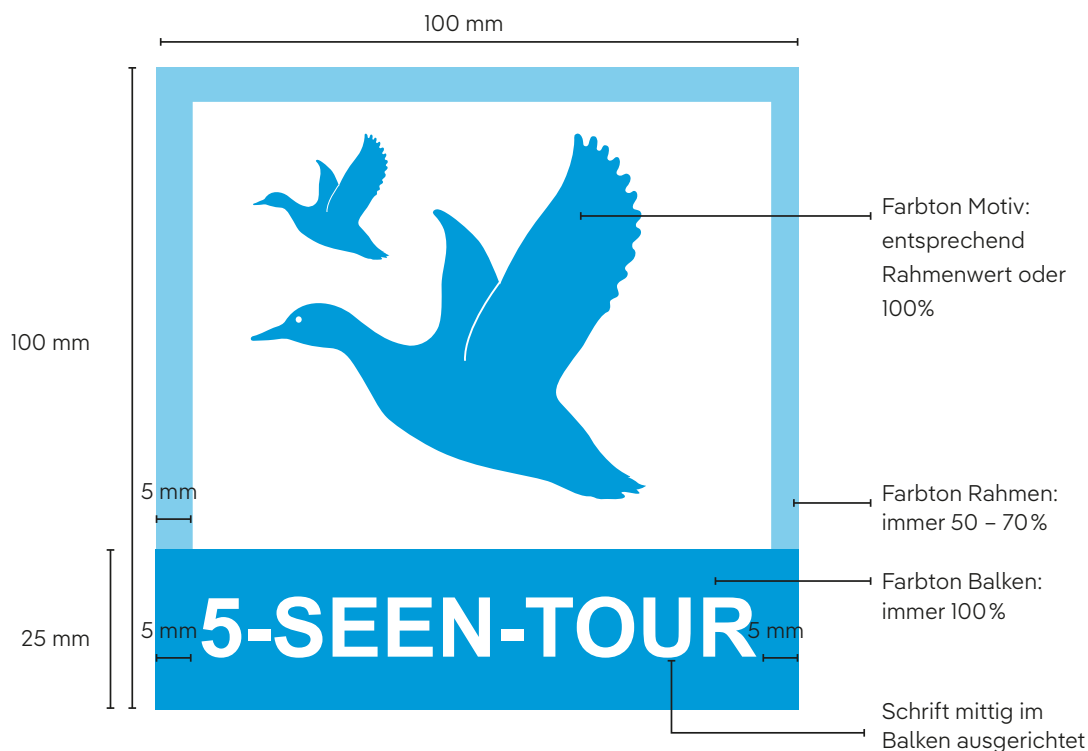 100 mm
Farbton Motiv:
entsprechend
Rahmenwert oder
100%
100 mm
5 mm
Farbton Rahmen:
immer 50 – 70%
Farbton Balken:
immer 100%
25 mm
5 mm
5-SEEN-TOUR
5 mm
Schrift mittig im
Balken ausgerichtet